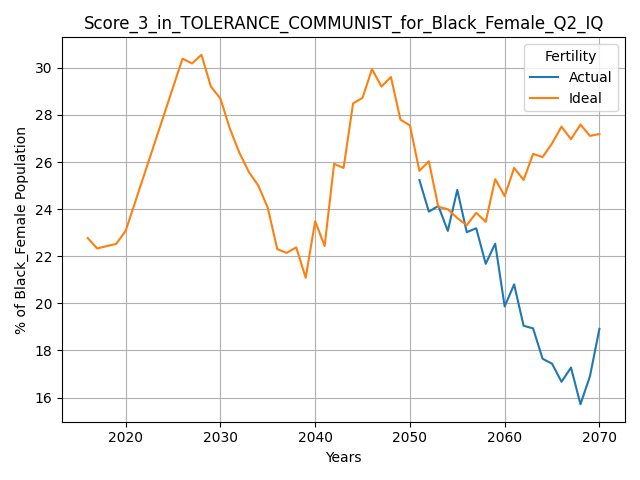 Score_3_in_TOLERANCE_COMMUNIST_for_Black_Female_Q2_IQ
Fertility
Actual
Ideal
% of Black_Female Population
30
28
26
24
22
20
18
16
2020 2030 2040 2050 2060 2070
Years